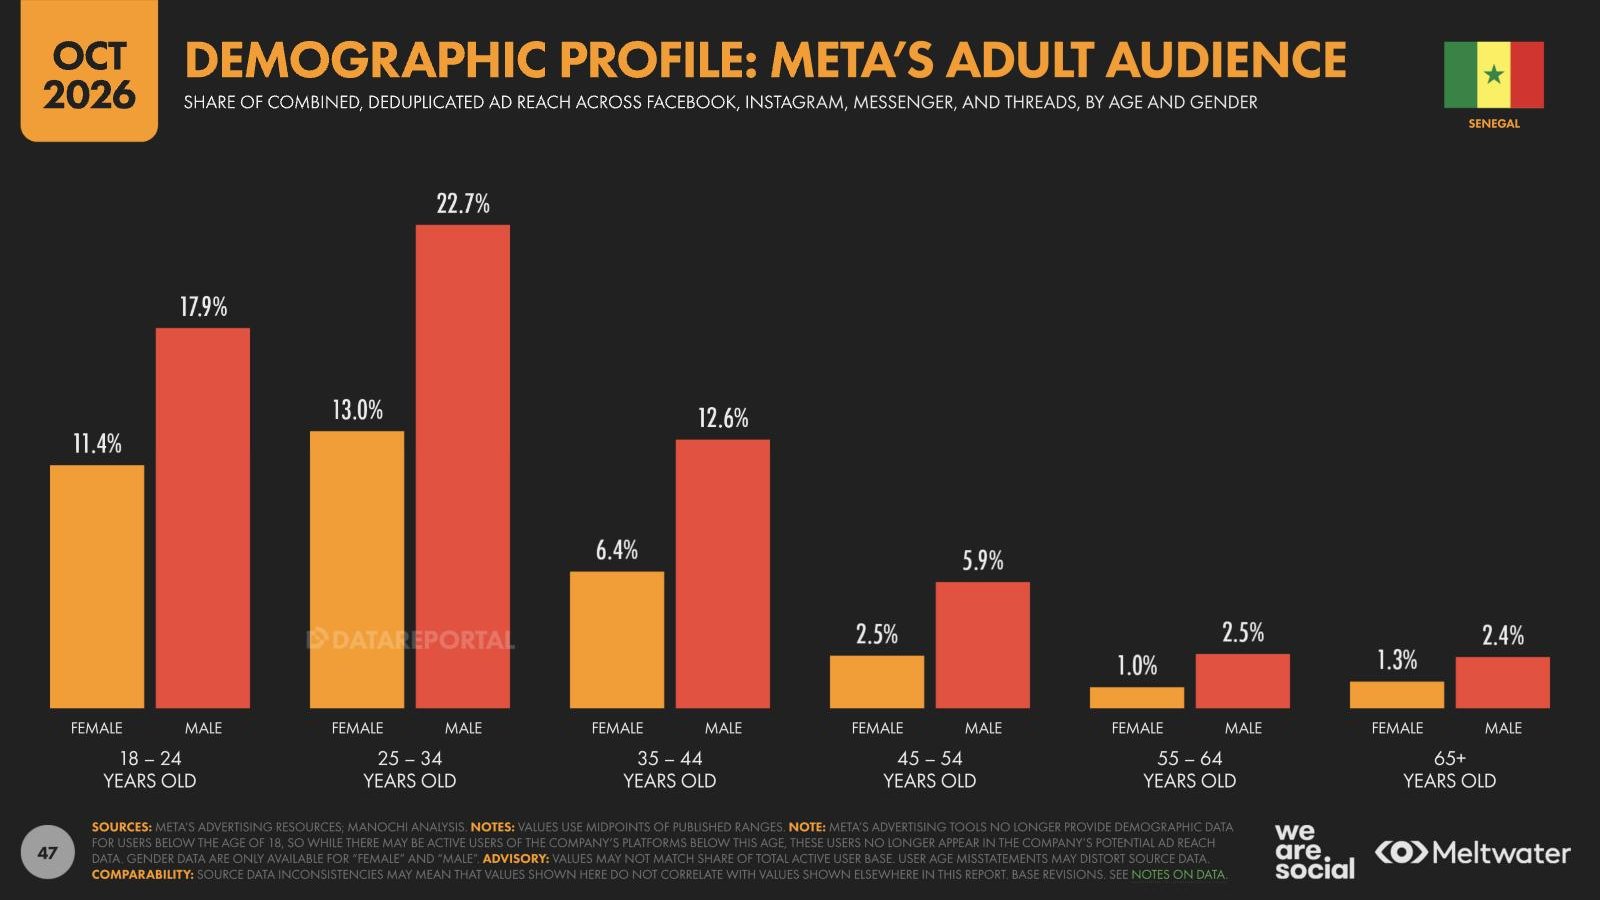 OCT
2026
DEMOGRAPHIC PROFILE: META'S ADULT AUDIENCE
SHARE OF COMBINED, DEDUPLICATED AD REACH ACROSS FACEBOOK, INSTAGRAM, MESSENGER, AND THREADS, BY AGE AND GENDER
SENEGAL
11.4%
17.9%
13.0%
22.7%
6.4%
12.6%
2.5%
5.9%
1.0%
2.5%
1.3%
2.4%
DATAREPORTAL
FEMALE MALE FEMALE MALE FEMALE MALE FEMALE MALE FEMALE MALE FEMALE MALE
18 – 24
YEARS OLD
25 – 34
YEARS OLD
35 – 44
YEARS OLD
45 – 54
YEARS OLD
55 – 64
YEARS OLD
65+
YEARS OLD
47
SOURCES: META'S ADVERTISING RESOURCES; MANOCHI ANALYSIS. NOTES: VALUES USE MIDPOINTS OF PUBLISHED RANGES. NOTE: META'S ADVERTISING TOOLS NO LONGER PROVIDE DEMOGRAPHIC DATA
FOR USERS BELOW THE AGE OF 18, SO WHILE THERE MAY BE ACTIVE USERS OF THE COMPANY'S PLATFORMS BELOW THIS AGE, THESE USERS NO LONGER APPEAR IN THE COMPANY'S POTENTIAL AD REACH
DATA. GENDER DATA ARE ONLY AVAILABLE FOR "FEMALE" AND "MALE". ADVISORY: VALUES MAY NOT MATCH SHARE OF TOTAL ACTIVE USER BASE. USER AGE MISSTATEMENTS MAY DISTORT SOURCE DATA.
COMPARABILITY: SOURCE DATA INCONSISTENCIES MAY MEAN THAT VALUES SHOWN HERE DO NOT CORRELATE WITH VALUES SHOWN ELSEWHERE IN THIS REPORT. BASE REVISIONS. SEE NOTES ON DATA.
we
are
social
Meltwater